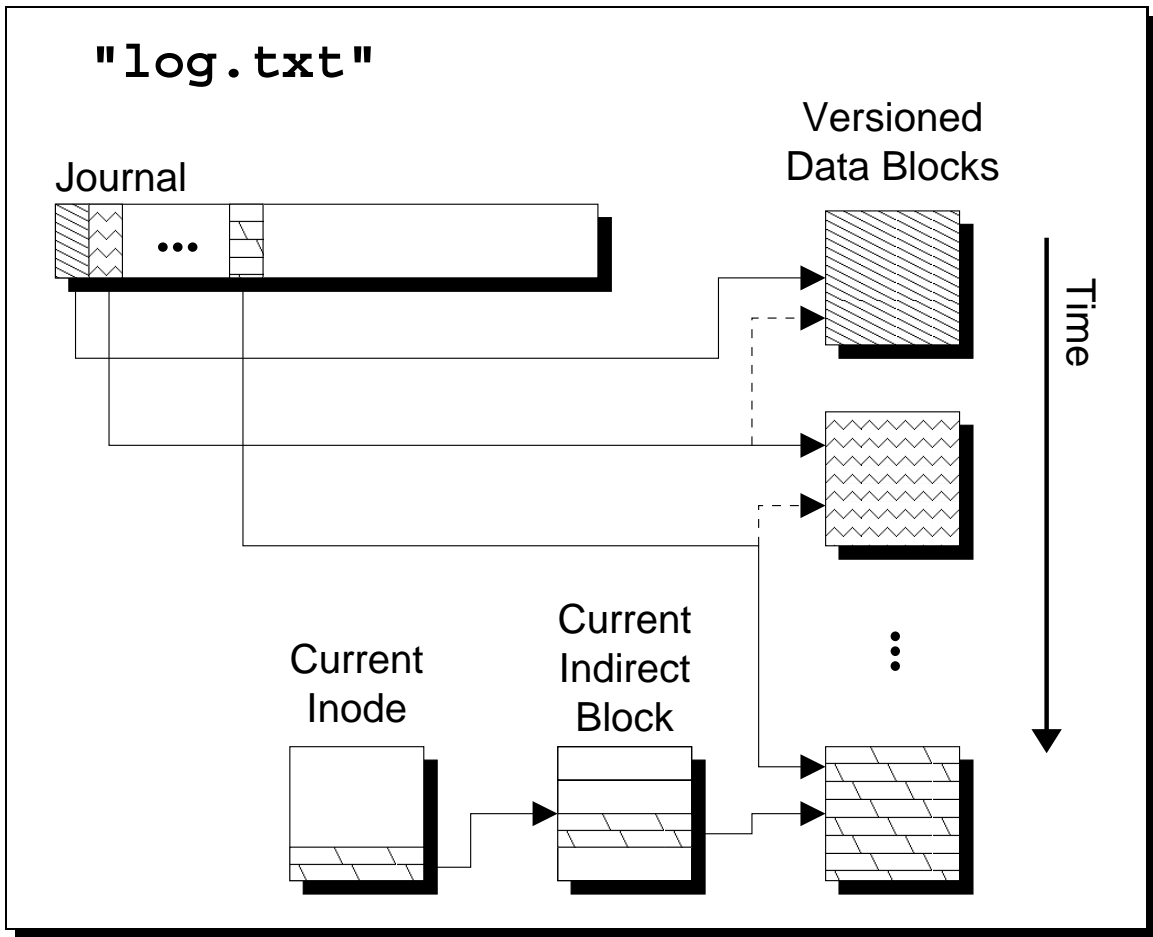 "log.txt"
Versioned
Data Blocks
Journal
Time
Current
Inode
Current
Indirect
Block